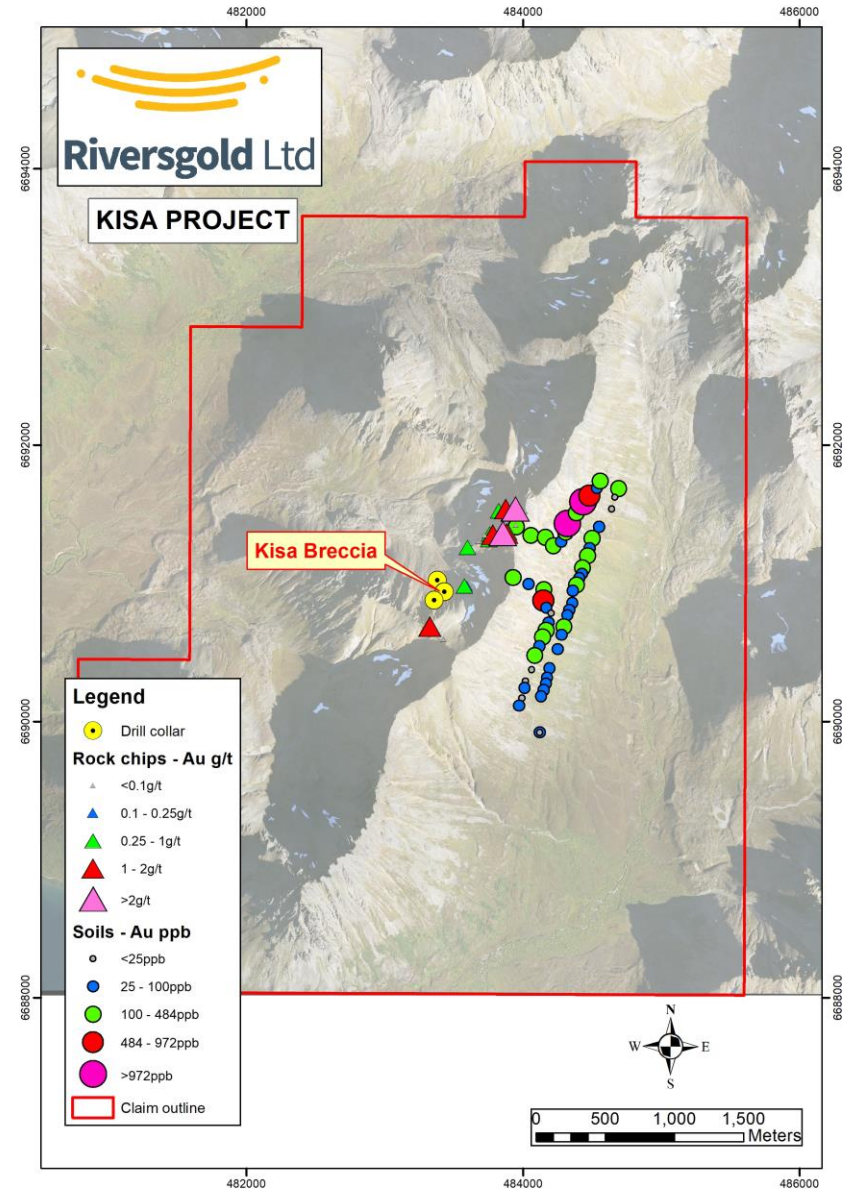 482000
484000
486000
Riversgold Ltd
KISA PROJECT
6694000
6694000
6692000
6692000
Kisa Breccia
6690000
6690000
Legend
Drill collar
Rock chips - Au g/t
<0.1g/t
0.1 - 0.25g/t
0.25 - 1g/t
1 - 2g/t
>2g/t
Soils - Au ppb
<25ppb
25 - 100ppb
100 - 484ppb
484 - 972ppb
>972ppb
Claim outline
6688000
6688000
N
W
E
S
0 500 1,000 1,500
Meters
482000
484000
486000